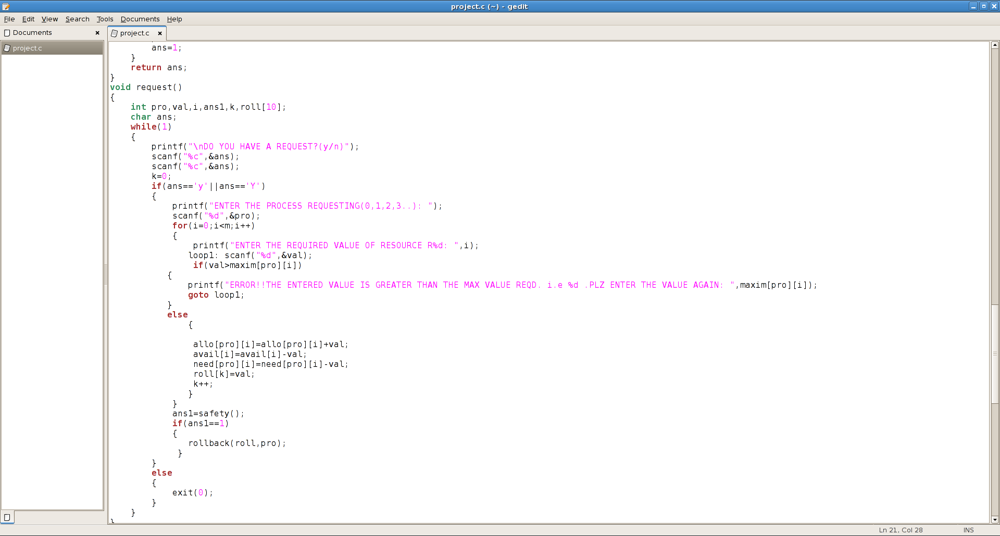 project.c (~) - gedit
File Edit View Search Tools Documents Help
Documents
project.c
project.c
ans=1;
}
return ans;
}
void request()
{
int pro,val,i,ans1,k,roll[10];
char ans;
while(1)
{
printf("\nDO YOU HAVE A REQUEST?(y/n)");
scanf("%c",&ans);
scanf("%c",&ans);
k=0;
if(ans=='y'||ans=='Y')
{
printf("ENTER THE PROCESS REQUESTING(0,1,2,3..): ");
scanf("%d",&pro);
for(i=0;i<m;i++)
{
printf("ENTER THE REQUIRED VALUE OF RESOURCE R%d: ",i);
loop1: scanf("%d",&val);
if(val>maxim[pro][i])
{
printf("ERROR!!THE ENTERED VALUE IS GREATER THAN THE MAX VALUE REQD. i.e %d .PLZ ENTER THE VALUE AGAIN: ",maxim[pro][i]);
goto loop1;
}
else
{
allo[pro][i]=allo[pro][i]+val;
avail[i]=avail[i]-val;
need[pro][i]=need[pro][i]-val;
roll[k]=val;
k++;
}
}
ans1=safety();
if(ans1==1)
{
rollback(roll,pro);
}
}
else
{
exit(0);
}
}
}
Ln 21, Col 28 INS